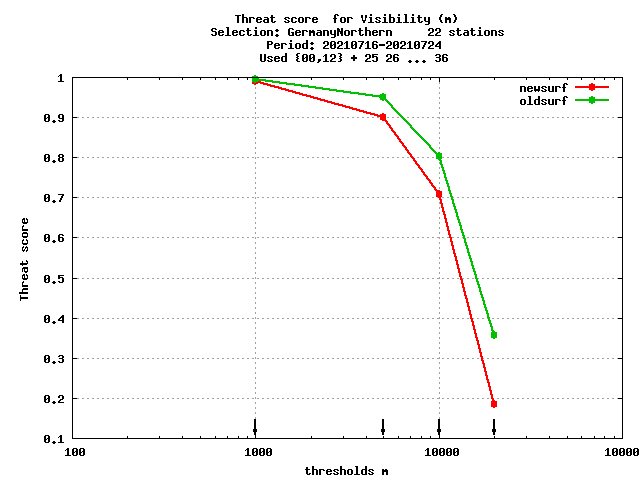 Threat score  for Visibility (m)
Selection: GermanyNorthern     22 stations
Period: 20210716-20210724
Used {00,12} + 25 26 ... 36
newsurf
oldsurf
1
0.9
0.8
0.7
0.6
0.5
0.4
0.3
0.2
0.1
Threat score
100
1000
10000
10000
thresholds m